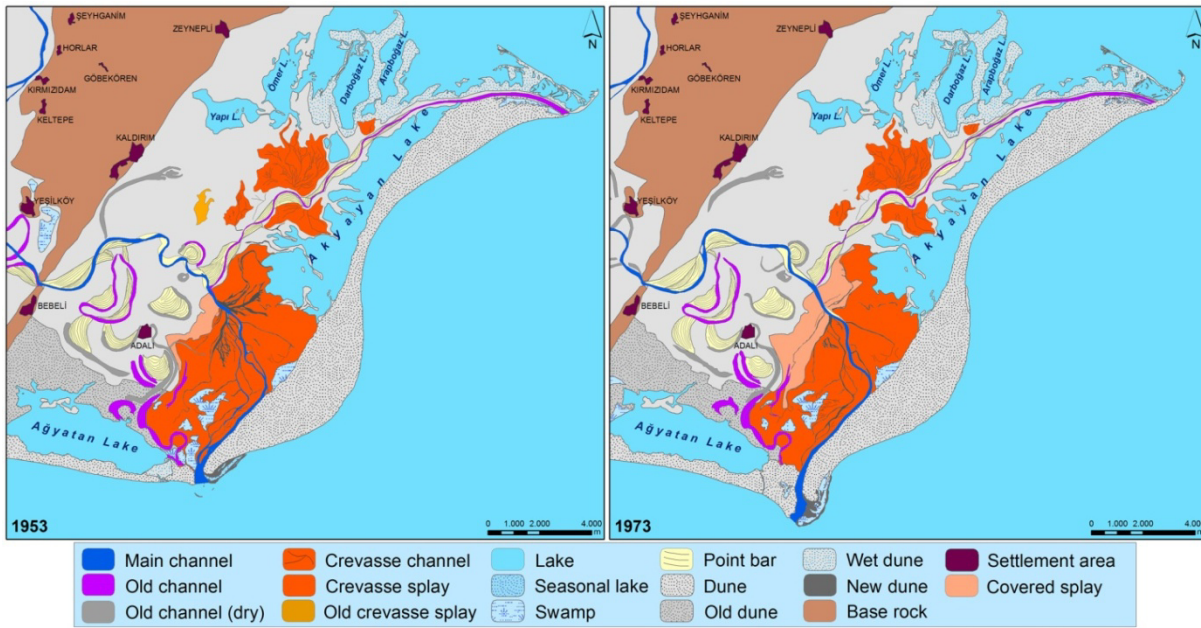 ŞEYHGANİM
ZEYNEPLİ
HORLAR
GÖBEKÖREN
KIRMIZIDAM
KELTEPE
KALDIRIM
YEŞİLKÖY
BEBELİ
ADALI
Yapı L.
Ömer L.
Darboğaz L.
Arapboğaz L.
Akyayan Lake
Ağyatan Lake
N
1953
0 1.000 2.000 4.000
m
ŞEYHGANİM
ZEYNEPLİ
HORLAR
GÖBEKÖREN
KIRMIZIDAM
KELTEPE
KALDIRIM
YEŞİLKÖY
BEBELİ
ADALI
Yapı L.
Ömer L.
Darboğaz L.
Arapboğaz L.
Akyayan Lake
Ağyatan Lake
N
1973
0 1.000 2.000 4.000
m
Main channel
Old channel
Old channel (dry)
Crevasse channel
Crevasse splay
Old crevasse splay
Lake
Seasonal lake
Swamp
Point bar
Dune
Old dune
Wet dune
New dune
Base rock
Settlement area
Covered splay